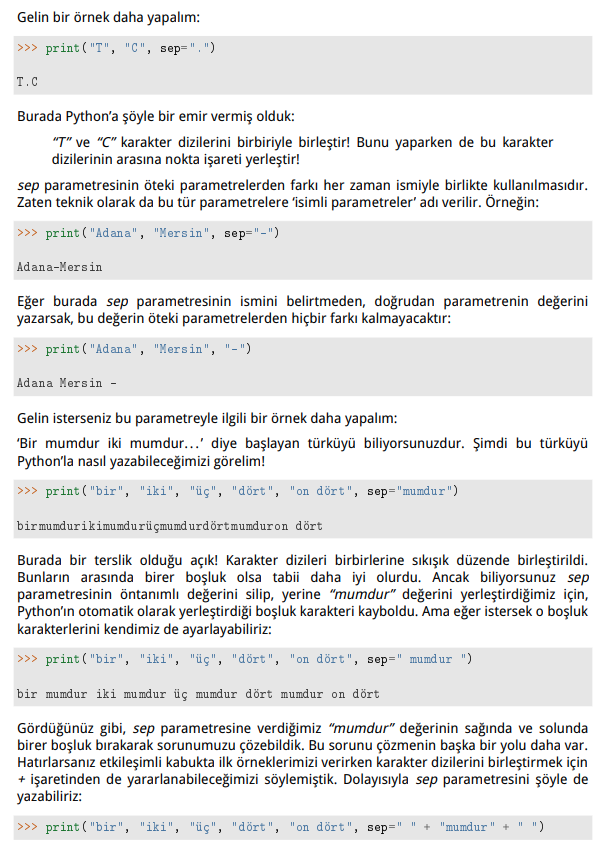 Gelin bir örnek daha yapalım:
>>> print("T", "C", sep=".")
T.C
Burada Python'a şöyle bir emir vermiş olduk:
“T” ve “C” karakter dizilerini birbiriyle birleştir! Bunu yaparken de bu karakter
dizilerinin arasına nokta işareti yerleştir!
sep parametresinin öteki parametrelerden farkı her zaman ismiyle birlikte kullanılmasıdır.
Zaten teknik olarak da bu tür parametrelere ‘isimli parametreler’ adı verilir. Örneğin:
>>> print("Adana", "Mersin", sep="-")
Adana-Mersin
Eğer burada sep parametresinin ismini belirtmeden, doğrudan parametrenin değerini
yazarsak, bu değerin öteki parametrelerden hiçbir farkı kalmayacaktır:
>>> print("Adana", "Mersin", "-")
Adana Mersin -
Gelin isterseniz bu parametreyle ilgili bir örnek daha yapalım:
‘Bir mumdur iki mumdur...’ diye başlayan türküyü biliyorsunuzdur. Şimdi bu türküyü
Python'la nasıl yazabileceğimizi görelim!
>>> print("bir", "iki", "üç", "dört", "on dört", sep="mumdur")
birmumdurikimumdurüçmumdurdörtmumduron dört
Burada bir terslik olduğu açık! Karakter dizileri birbirlerine sıkışık düzende birleştirildi.
Bunların arasında birer boşluk olsa tabii daha iyi olurdu. Ancak biliyorsunuz sep
parametresinin öntanımlı değerini silip, yerine “mumdur” değerini yerleştirdiğimiz için,
Python'ın otomatik olarak yerleştirdiği boşluk karakteri kayboldu. Ama eğer istersek o boşluk
karakterlerini kendimiz de ayarlayabiliriz:
>>> print("bir", "iki", "üç", "dört", "on dört", sep=" mumdur ")
bir mumdur iki mumdur üç mumdur dört mumdur on dört
Gördüğünüz gibi, sep parametresine verdiğimiz “mumdur” değerinin sağında ve solunda
birer boşluk bırakarak sorunumuzu çözebildik. Bu sorunu çözmenin başka bir yolu daha var.
Hatırlarsanız etkileşimli kabukta ilk örneklerimizi verirken karakter dizilerini birleştirmek için
+ işaretinden de yararlanabileceğimizi söylemiştik. Dolayısıyla sep parametresini şöyle de
yazabiliriz:
>>> print("bir", "iki", "üç", "dört", "on dört", sep=" " + "mumdur" + " ")